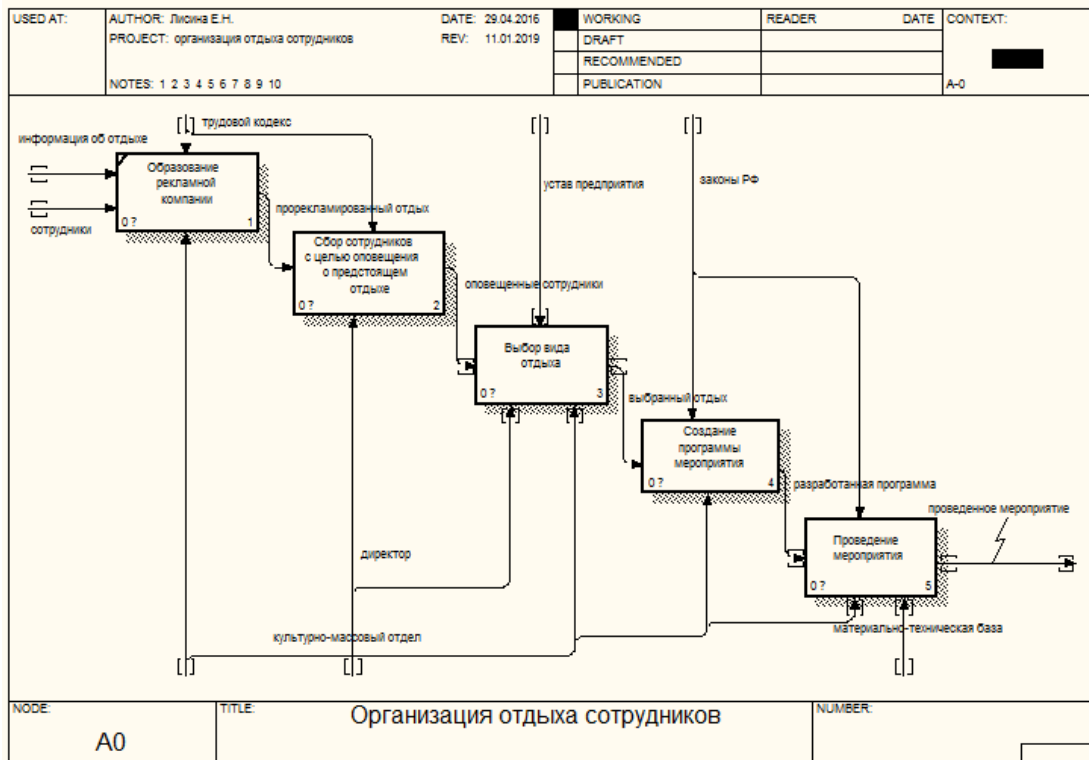 USED AT:
AUTHOR: Лисина Е.Н.
DATE: 29.04.2016
WORKING
READER
DATE
CONTEXT:
PROJECT: организация отдыха сотрудников
REV: 11.01.2019
DRAFT
RECOMMENDED
NOTES: 1 2 3 4 5 6 7 8 9 10
PUBLICATION
A-0
трудовой кодекс
информация об отдыхе
Образование
рекламной
компании
0 ?
1
устав предприятия
законы РФ
прорекламированный отдых
сотрудники
Сбор сотрудников
с целью оповещения
о предстоящем
отдыхе
0 ?
2
оповещенные сотрудники
Выбор вида
отдыха
0 ?
3
выбранный отдых
Создание
программы
мероприятия
0 ?
4
разработанная программа
проведенное мероприятие
Проведение
мероприятия
0 ?
5
директор
культурно-массовый отдел
материально-техническая база
NODE:
TITLE:
NUMBER:
A0
Организация отдыха сотрудников